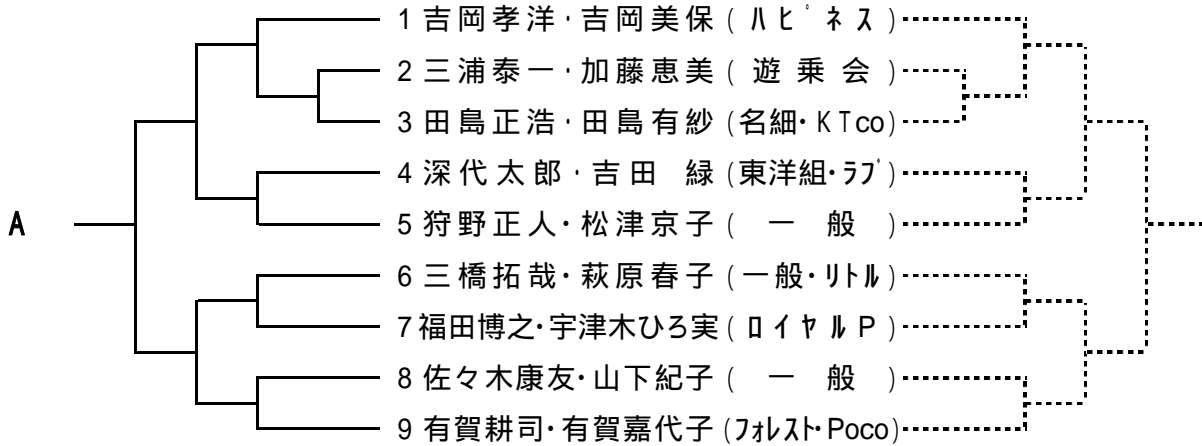 1 吉岡孝洋・吉岡美保 (ハピネス)
2 三浦泰一・加藤恵美 (遊乗会)
3 田島正浩・田島有紗 (名細・KTco)
4 深代太郎・吉田 緑 (東洋組・ラブ)
A
5 狩野正人・松津京子 (一般)
6 三橋拓哉・萩原春子 (一般・リトル)
7 福田博之・宇津木ひろ実 (ロイヤルP)
8 佐々木康友・山下紀子 (一般)
9 有賀耕司・有賀嘉代子 (フォレスト・Poco)